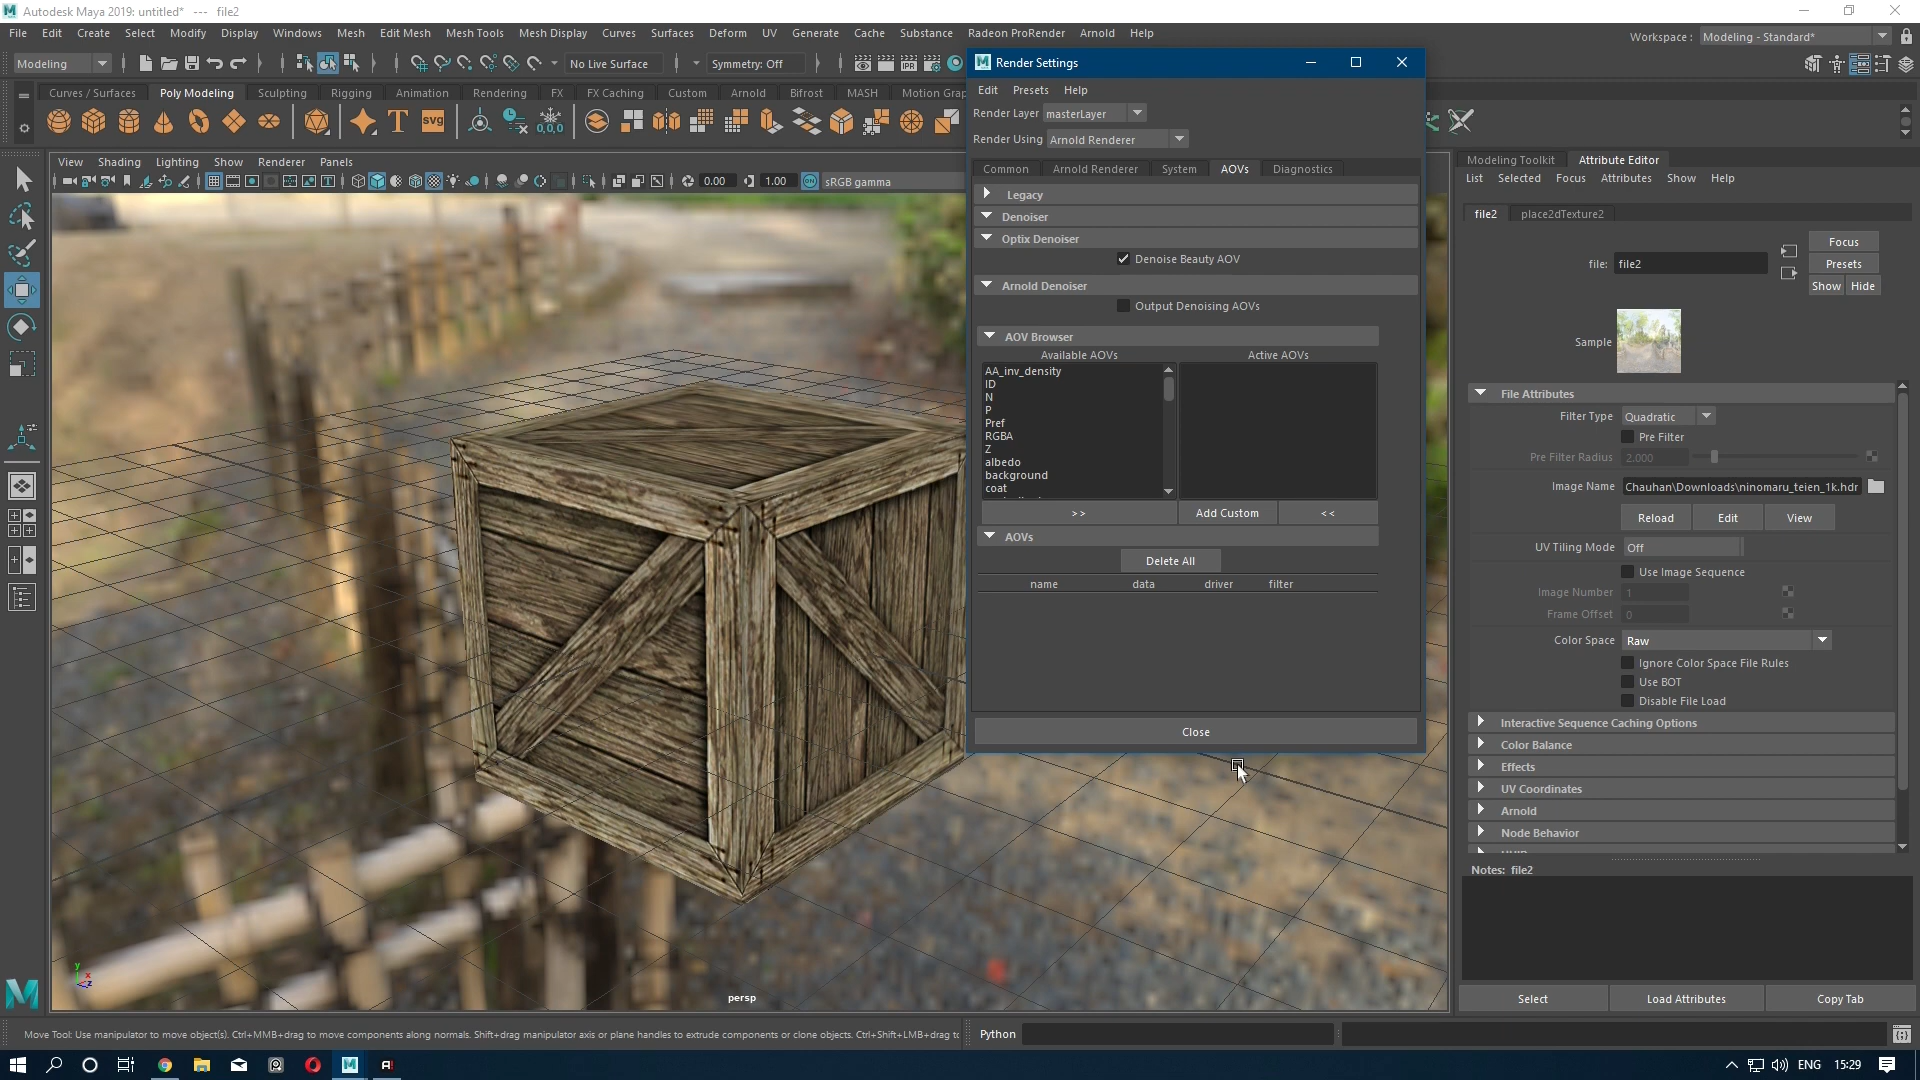 Autodesk Maya 2019: untitled* --- file2
File Edit Create Select Modify Display Windows Mesh Edit Mesh Mesh Tools Mesh Display Curves Surfaces Deform UV Generate Cache Substance Radeon ProRender Arnold Help
Workspace : Modeling - Standard*
Modeling No Live Surface Symmetry: Off IPR
Curves / Surfaces Poly Modeling Sculpting Rigging Animation Rendering FX FX Caching Custom Arnold Bifrost MASH Motion Grap
T svg 0,0,0
View Shading Lighting Show Renderer Panels
0.00 1.00 sRGB gamma
persp
Render Settings
Edit Presets Help
Render Layer masterLayer
Render Using Arnold Renderer
Common Arnold Renderer System AOVs Diagnostics
Legacy
Denoiser
Optix Denoiser
Denoise Beauty AOV
Arnold Denoiser
Output Denoising AOVs
AOV Browser
Available AOVs Active AOVs
AA_inv_density
ID
N
P
Pref
RGBA
Z
albedo
background
coat
>> Add Custom <<
AOVs
Delete All
name data driver filter
Close
Modeling Toolkit Attribute Editor
List Selected Focus Attributes Show Help
file2 place2dTexture2
Focus
file: file2
Presets
Show Hide
Sample
File Attributes
Filter Type Quadratic
Pre Filter
Pre Filter Radius 2.000
Image Name Chauhan\Downloads\ninomaru_teien_1k.hdr
Reload Edit View
UV Tiling Mode Off
Use Image Sequence
Image Number 1
Frame Offset 0
Color Space Raw
Ignore Color Space File Rules
Use BOT
Disable File Load
Interactive Sequence Caching Options
Color Balance
Effects
UV Coordinates
Arnold
Node Behavior
Notes: file2
Select Load Attributes Copy Tab
Move Tool: Use manipulator to move object(s). Ctrl+MMB+drag to move components along normals. Shift+drag manipulator axis or plane handles to extrude components or clone objects. Ctrl+Shift+LMB+drag tc
Python
ENG 15:29